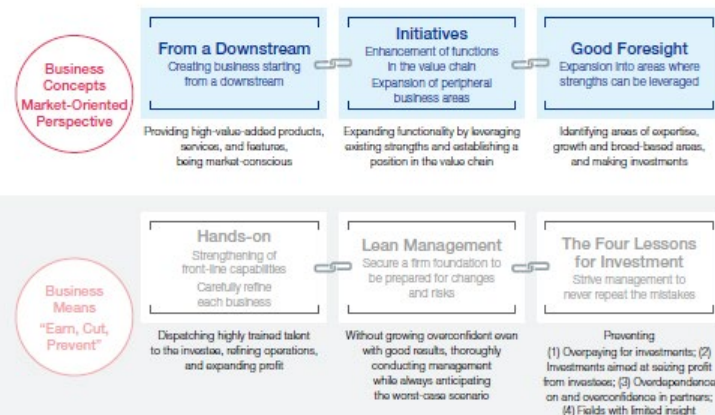 Business
Concepts
Market-Oriented
Perspective
From a Downstream
Creating business starting
from a downstream
Initiatives
Enhancement of functions
in the value chain
Expansion of peripheral
business areas
Good Foresight
Expansion into areas where
strengths can be leveraged
Providing high-value-added products,
services, and features,
being market-conscious
Expanding functionality by leveraging
existing strengths and establishing a
position in the value chain
Identifying areas of expertise,
growth and broad-based areas,
and making investments
Business
Means
"Earn, Cut,
Prevent"
Hands-on
Strengthening of
front-line capabilities
Carefully refine
each business
Lean Management
Secure a firm foundation to
be prepared for changes
and risks
The Four Lessons
for Investment
Strive management to
never repeat the mistakes
Dispatching highly trained talent
to the investee, refining operations,
and expanding profit
Without growing overconfident even
with good results, thoroughly
conducting management
while always anticipating
the worst-case scenario
Preventing
(1) Overpaying for investments; (2)
Investments aimed at seizing profit
from investees; (3) Overdependence
on and overconfidence in partners;
(4) Fields with limited insight